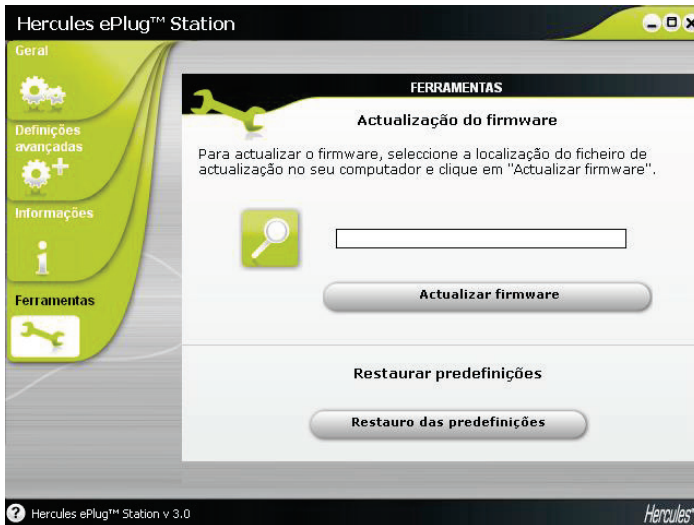 Hercules ePlug™ Station
Geral
Definições
avançadas
Informações
Ferramentas
FERRAMENTAS
Actualização do firmware
Para actualizar o firmware, seleccione a localização do ficheiro de
actualização no seu computador e clique em "Actualizar firmware".
Actualizar firmware
Restaurar predefinições
Restauro das predefinições
? Hercules ePlug™ Station v 3.0
Hercules